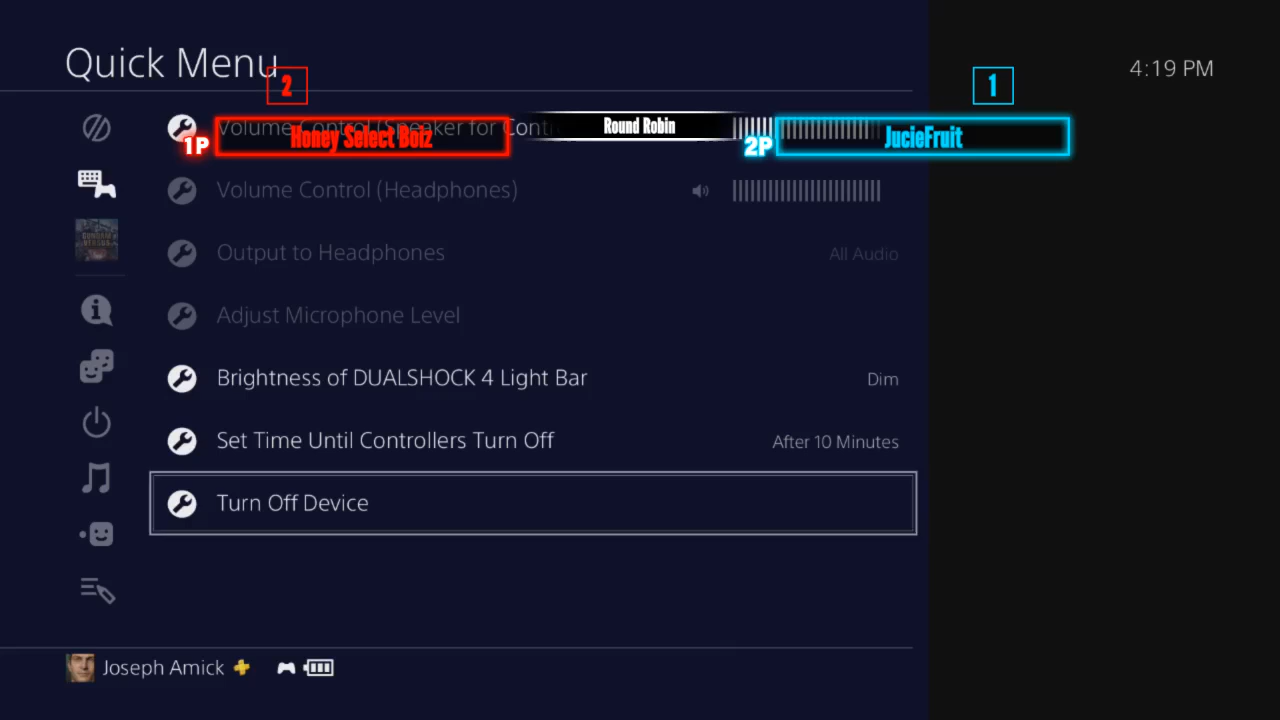 Quick Menu
4:19 PM
2
1
Volume Control (Speaker for Cont
Round Robin
1P
Honey Select Boiz
2P
JucieFruit
Volume Control (Headphones)
GUNDAM
VERSUS
Output to Headphones
All Audio
Adjust Microphone Level
Brightness of DUALSHOCK 4 Light Bar
Dim
Set Time Until Controllers Turn Off
After 10 Minutes
Turn Off Device
Joseph Amick